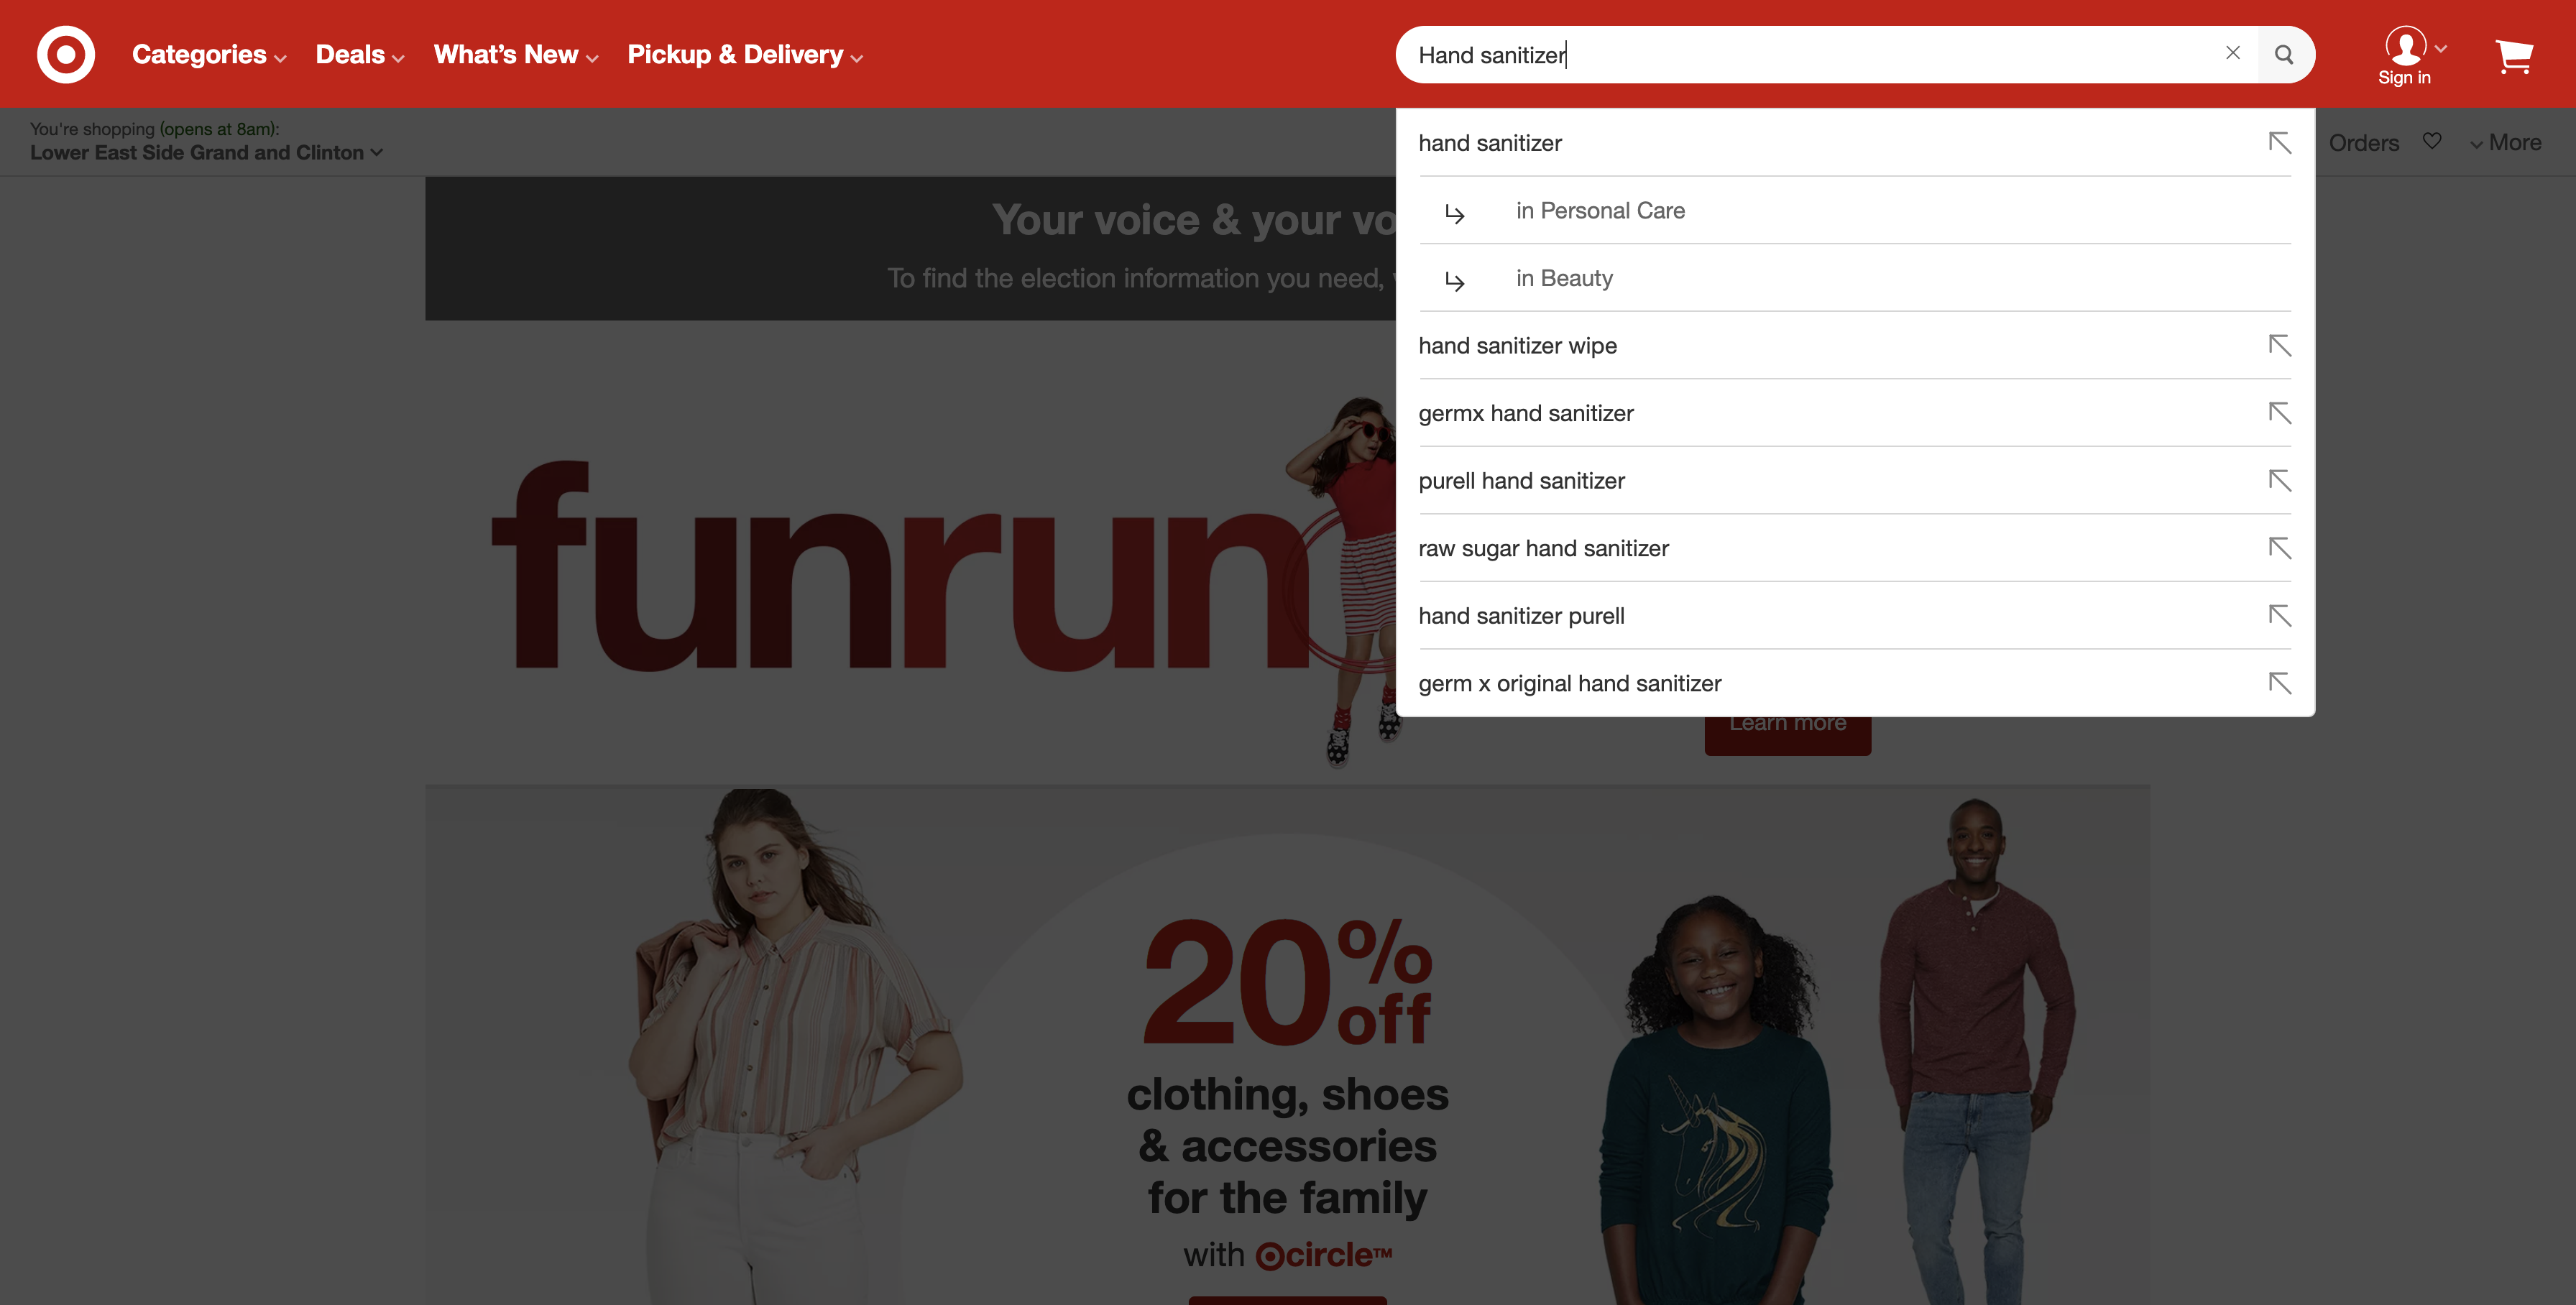 Categories
Deals
What's New
Pickup & Delivery
Hand sanitizer
Sign in
You're shopping (opens at 8am):
Lower East Side Grand and Clinton
Orders
More
hand sanitizer
in Personal Care
in Beauty
hand sanitizer wipe
germx hand sanitizer
purell hand sanitizer
raw sugar hand sanitizer
hand sanitizer purell
germ x original hand sanitizer
Your voice & your
To find the election information you need,
funrun
Learn more
20% off
clothing, shoes
& accessories
for the family
with circle™